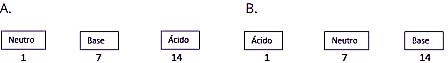 A.
Neutro Base Ácido
1 7 14
B.
Ácido Neutro Base
1 7 14